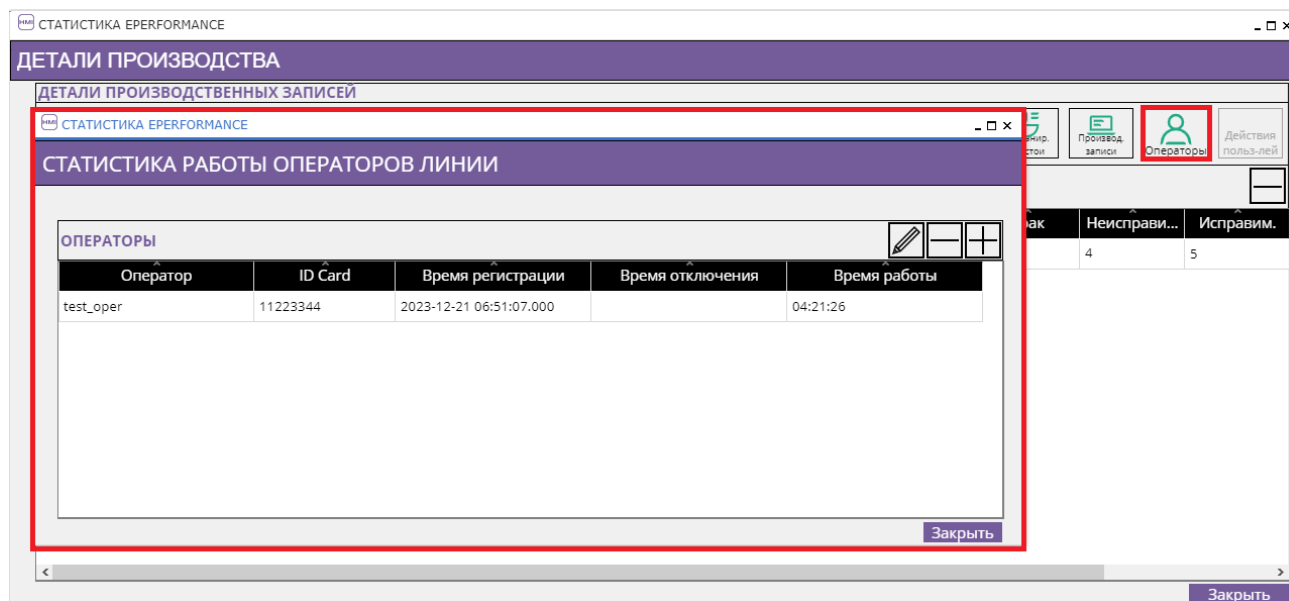 HMI СТАТИСТИКА EPERFORMANCE
ДЕТАЛИ ПРОИЗВОДСТВА
ДЕТАЛИ ПРОИЗВОДСТВЕННЫХ ЗАПИСЕЙ
HMI СТАТИСТИКА EPERFORMANCE
Производ.
записи
Операторы
Действия
польз-лей
СТАТИСТИКА РАБОТЫ ОПЕРАТОРОВ ЛИНИИ
Неисправи... Исправим.
4 5
ОПЕРАТОРЫ
Оператор ID Card Время регистрации Время отключения Время работы
test_oper 11223344 2023-12-21 06:51:07.000 04:21:26
Закрыть
Закрыть